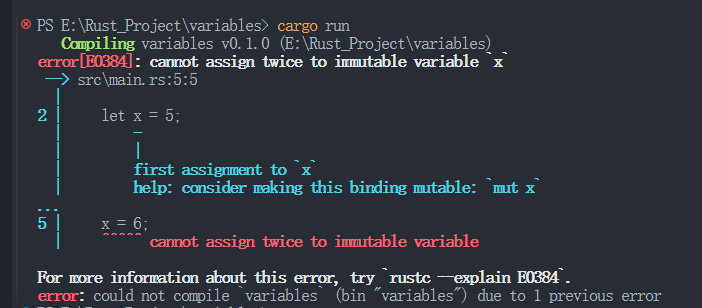 PS E:\Rust_Project\variables> cargo run
Compiling variables v0.1.0 (E:\Rust_Project\variables)
error[E0384]: cannot assign twice to immutable variable `x`
--> src\main.rs:5:5
|
2 | let x = 5;
| -
| |
| first assignment to `x`
| help: consider making this binding mutable: `mut x`
...
5 | x = 6;
| ^^^^^ cannot assign twice to immutable variable
For more information about this error, try `rustc --explain E0384`.
error: could not compile `variables` (bin "variables") due to 1 previous error